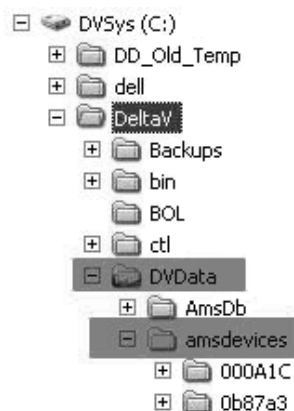 DVSys (C:)
DD_Old_Temp
dell
DeltaV
Backups
bin
BOL
ctl
DVData
AmsDb
amsdevices
000A1C
0b87a3